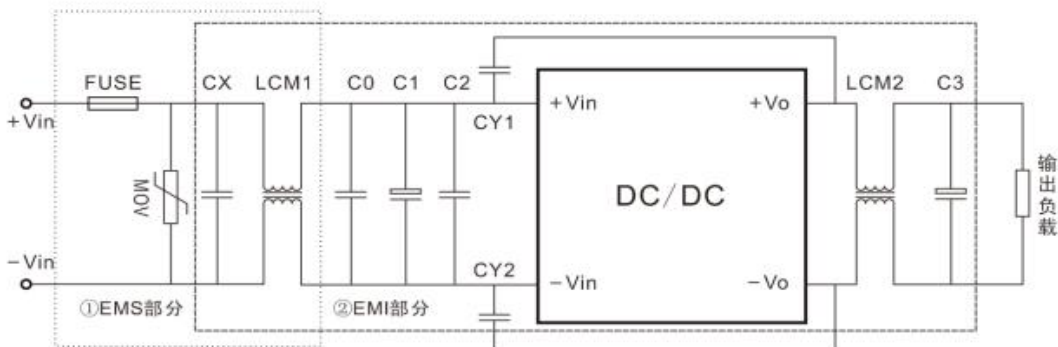 FUSE
CX
LCM1
C0
C1
C2
+Vin
MOV
-Vin
①EMS部分
②EMI部分
CY1
CY2
+Vin
+Vo
DC/DC
-Vin
-Vo
LCM2
C3
输出负载